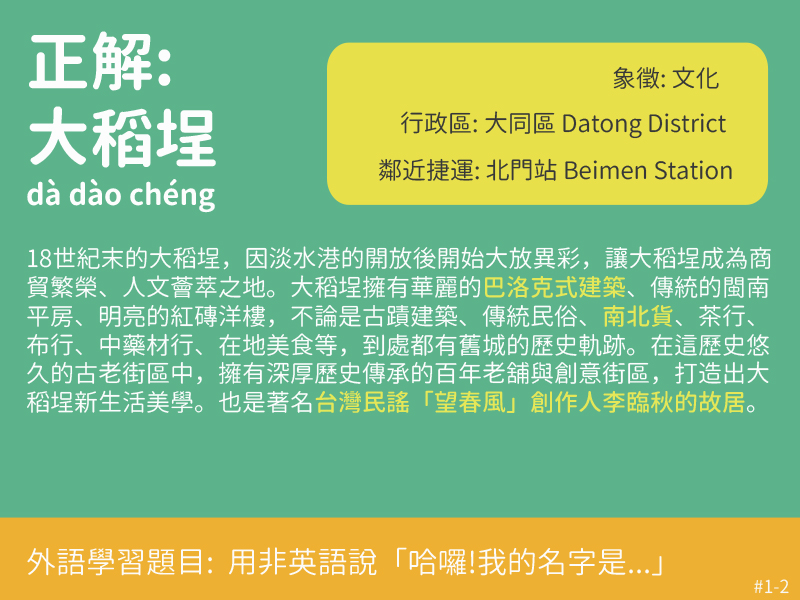 正解:
大稻埕
dà dào chéng
象徵: 文化
行政區: 大同區 Datong District
鄰近捷運: 北門站 Beimen Station
18世紀末的大稻埕，因淡水港的開放後開始大放異彩，讓大稻埕成為商
貿繁榮、人文薈萃之地。大稻埕擁有華麗的巴洛克式建築、傳統的閩南
平房、明亮的紅磚洋樓，不論是古蹟建築、傳統民俗、南北貨、茶行、
布行、中藥材行、在地美食等，到處都有舊城的歷史軌跡。在這歷史悠
久的古老街區中，擁有深厚歷史傳承的百年老舖與創意街區，打造出大
稻埕新生活美學。也是著名台灣民謠「望春風」創作人李臨秋的故居。
外語學習題目: 用非英語說「哈囉!我的名字是...」
#1-2